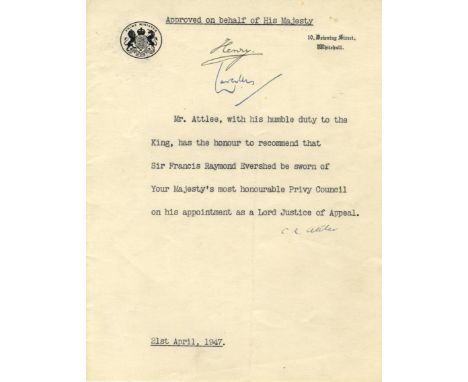 Approved on behalf of His Majesty
10, Downing Street,
Whitehall.
Henry.
Mr. Attlee, with his humble duty to the
King, has the honour to recommend that
Sir Francis Raymond Evershed be sworn of
Your Majesty's most honourable Privy Council
on his appointment as a Lord Justice of Appeal.
C R Attlee
21st April, 1947.